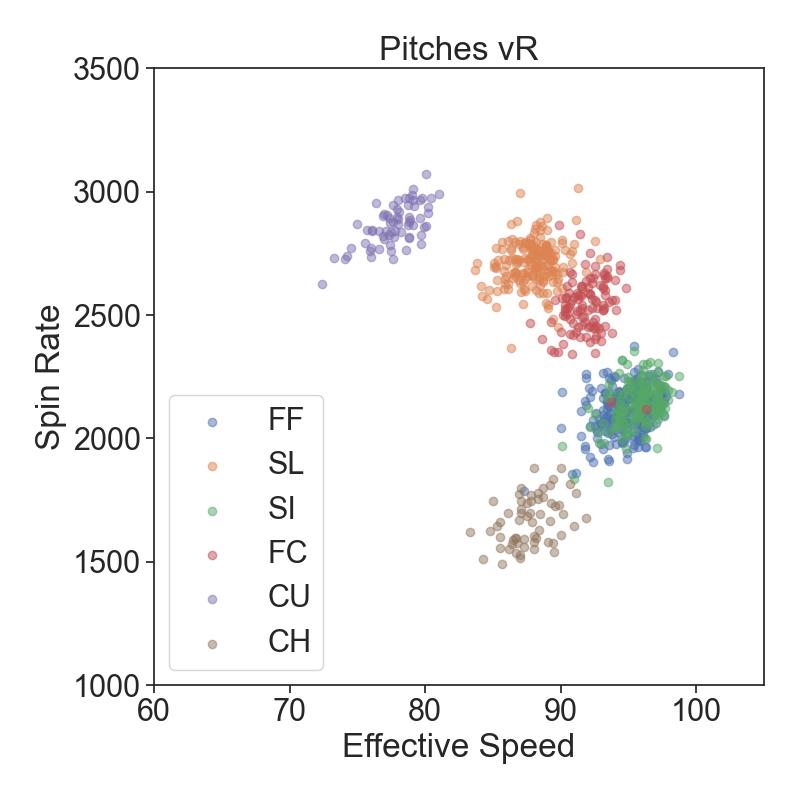 Pitches vR
3500
3000
2500
2000
1500
1000
Spin Rate
FF
SL
SI
FC
CU
CH
60 70 80 90 100
Effective Speed